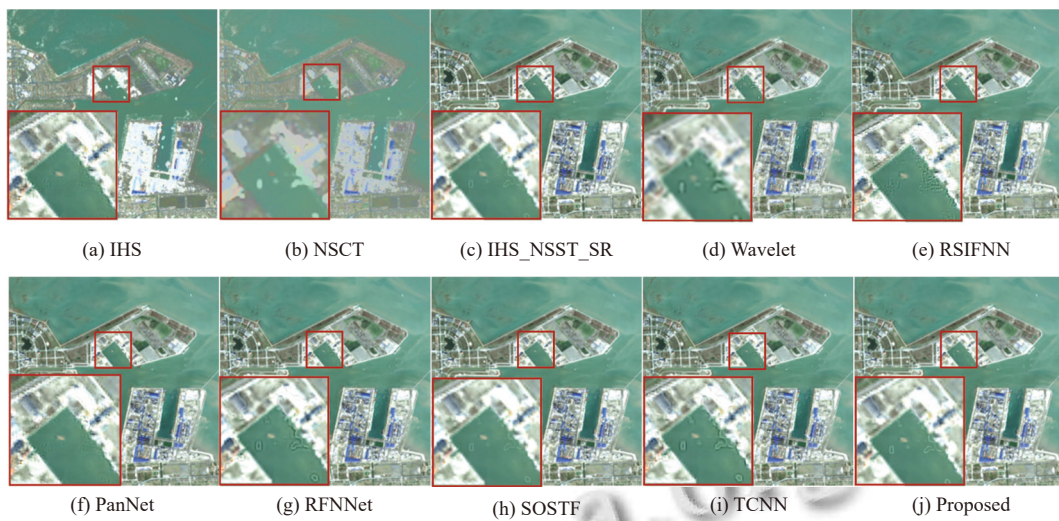 (a) IHS
(b) NSCT
(c) IHS_NSST_SR
(d) Wavelet
(e) RSIFNN
(f) PanNet
(g) RFNNet
(h) SOSTF
(i) TCNN
(j) Proposed